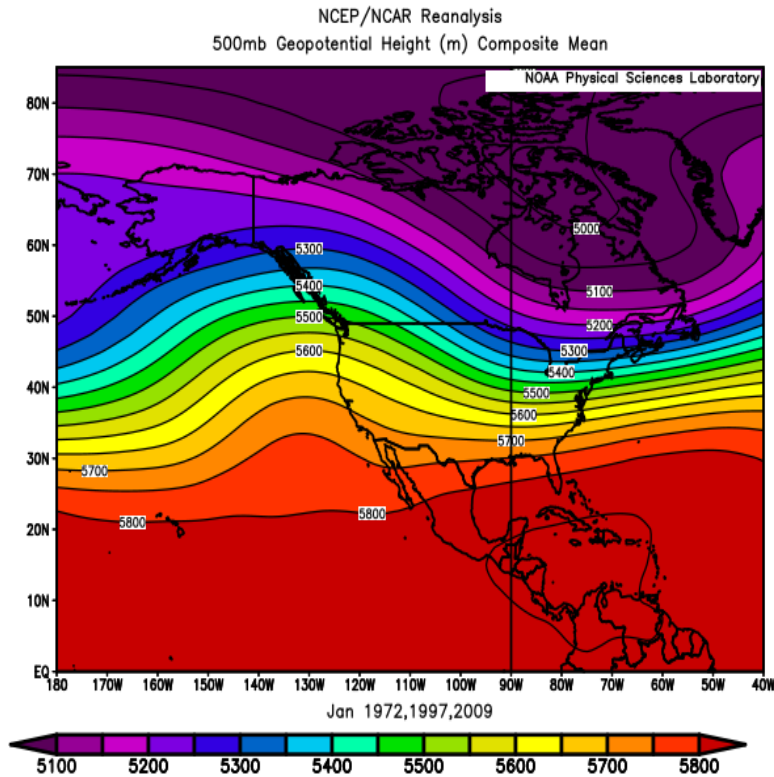 NCEP/NCAR Reanalysis
500mb Geopotential Height (m) Composite Mean
NOAA Physical Sciences Laboratory
80N
70N
60N
50N
40N
30N
20N
10N
EQ
5000
5300
5100
5400
5200
5500
5300
5600
5400
5500
5600
5700
5700
5800
5800
180 170W 160W 150W 140W 130W 120W 110W 100W 90W 80W 70W 60W 50W 40W
Jan 1972,1997,2009
5100 5200 5300 5400 5500 5600 5700 5800